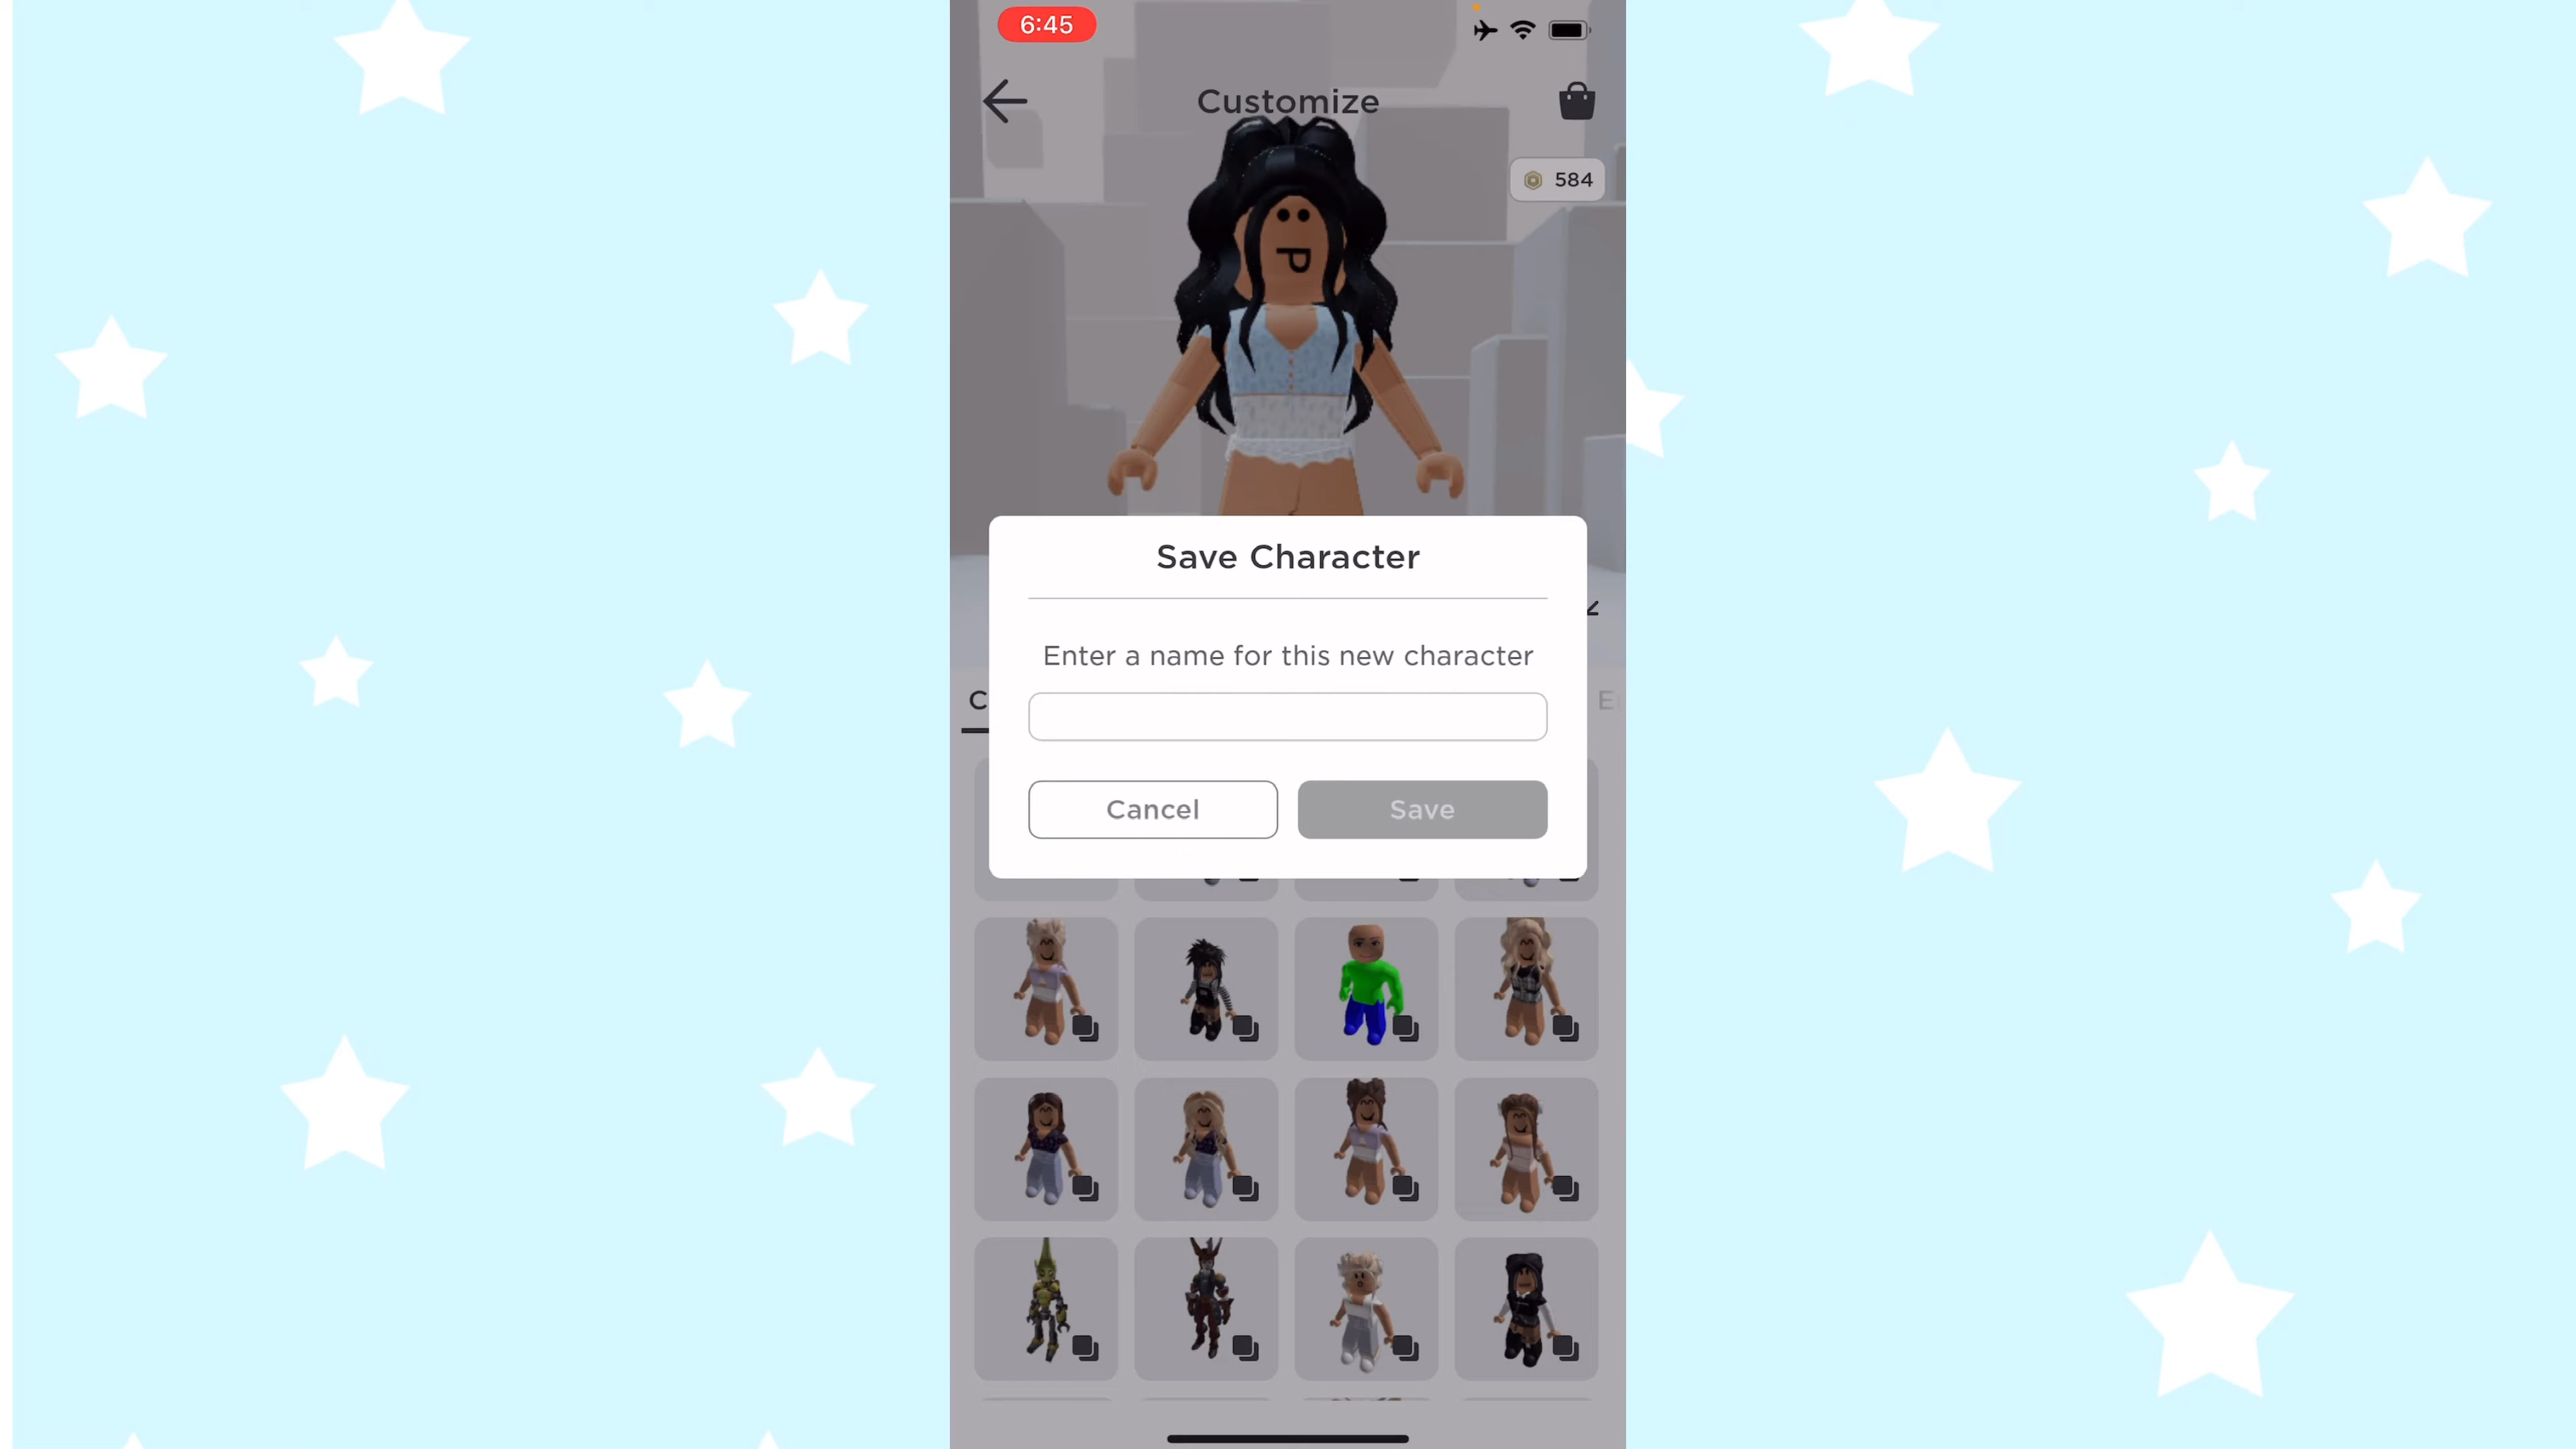 6:45
Customize
584
Save Character
Enter a name for this new character
Cancel
Save